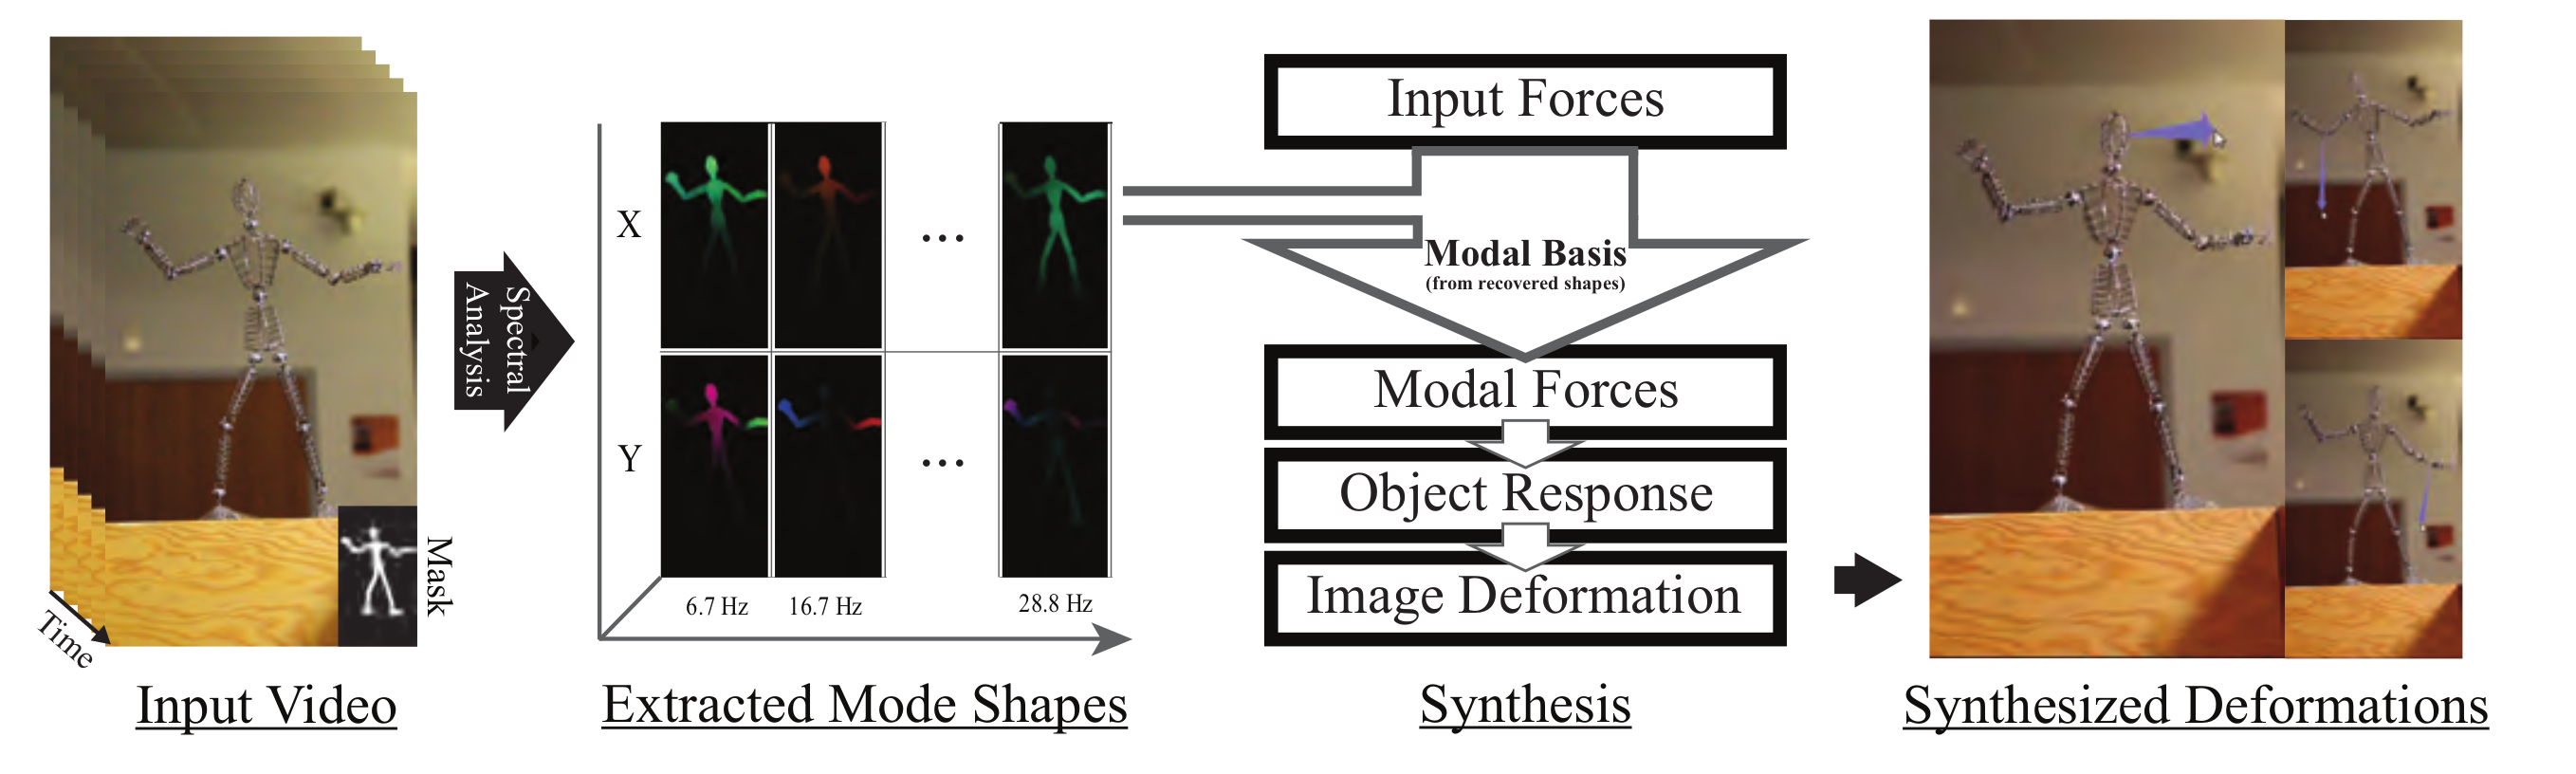 Time
Mask
Input Video
Spectral
Analysis
X
Y
...
...
6.7 Hz
16.7 Hz
28.8 Hz
Extracted Mode Shapes
Input Forces
Modal Basis
(from recovered shapes)
Modal Forces
Object Response
Image Deformation
Synthesis
Synthesized Deformations